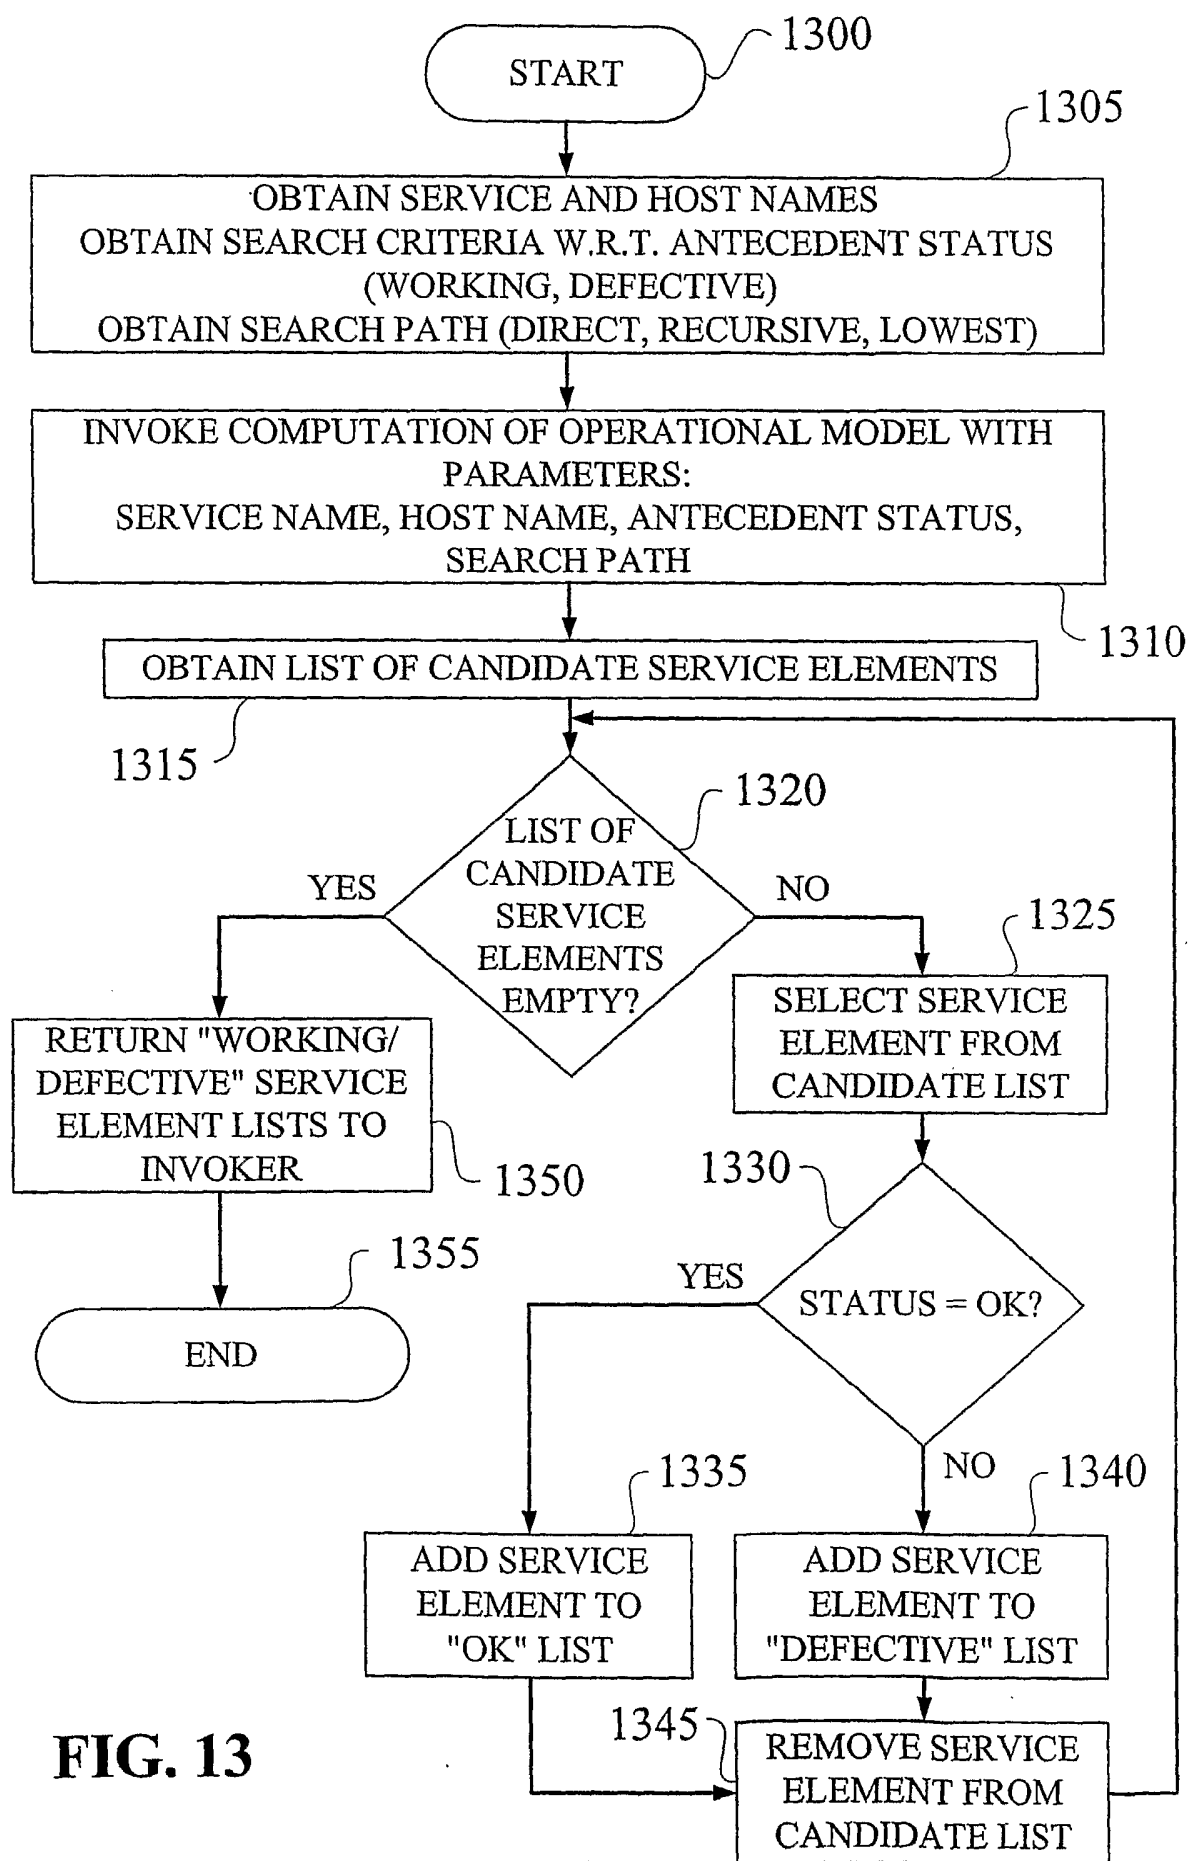 START
1300
1305
OBTAIN SERVICE AND HOST NAMES
OBTAIN SEARCH CRITERIA W.R.T. ANTECEDENT STATUS
(WORKING, DEFECTIVE)
OBTAIN SEARCH PATH (DIRECT, RECURSIVE, LOWEST)
INVOKE COMPUTATION OF OPERATIONAL MODEL WITH
PARAMETERS:
SERVICE NAME, HOST NAME, ANTECEDENT STATUS,
SEARCH PATH
1310
OBTAIN LIST OF CANDIDATE SERVICE ELEMENTS
1315
1320
LIST OF
CANDIDATE
SERVICE
ELEMENTS
EMPTY?
YES
NO
1325
SELECT SERVICE
ELEMENT FROM
CANDIDATE LIST
RETURN "WORKING/
DEFECTIVE" SERVICE
ELEMENT LISTS TO
INVOKER
1350
1330
1355
END
YES
STATUS = OK?
NO
1335
1340
ADD SERVICE
ELEMENT TO
"OK" LIST
ADD SERVICE
ELEMENT TO
"DEFECTIVE" LIST
1345
REMOVE SERVICE
ELEMENT FROM
CANDIDATE LIST
FIG. 13